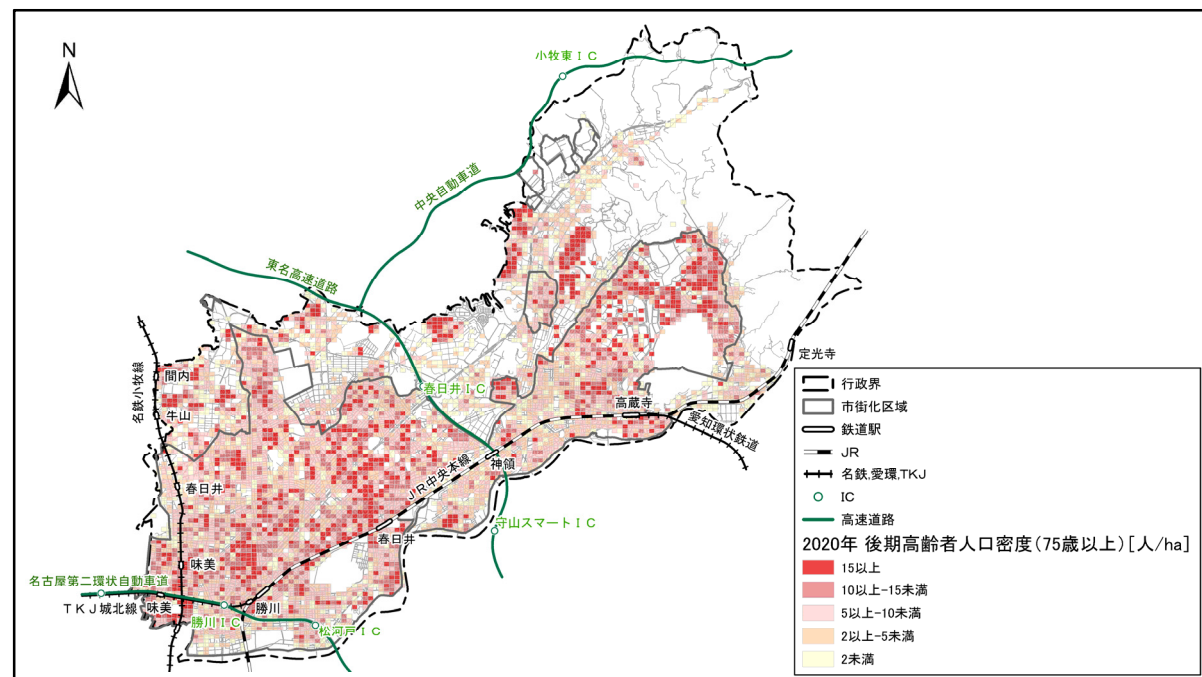 N
小牧東ＩＣ
中央自動車道
東名高速道路
名鉄小牧線
間内
牛山
春日井ＩＣ
定光寺
高蔵寺
愛知環状鉄道
ＪＲ中央本線
神領
春日井
春日井
守山スマートＩＣ
味美
名古屋第二環状自動車道
ＴＫＪ城北線
味美
勝川
勝川ＩＣ
松河戸ＩＣ
行政界
市街化区域
鉄道駅
JR
名鉄,愛環,TKJ
IC
高速道路
2020年 後期高齢者人口密度(75歳以上)[人/ha]
15以上
10以上-15未満
5以上-10未満
2以上-5未満
2未満